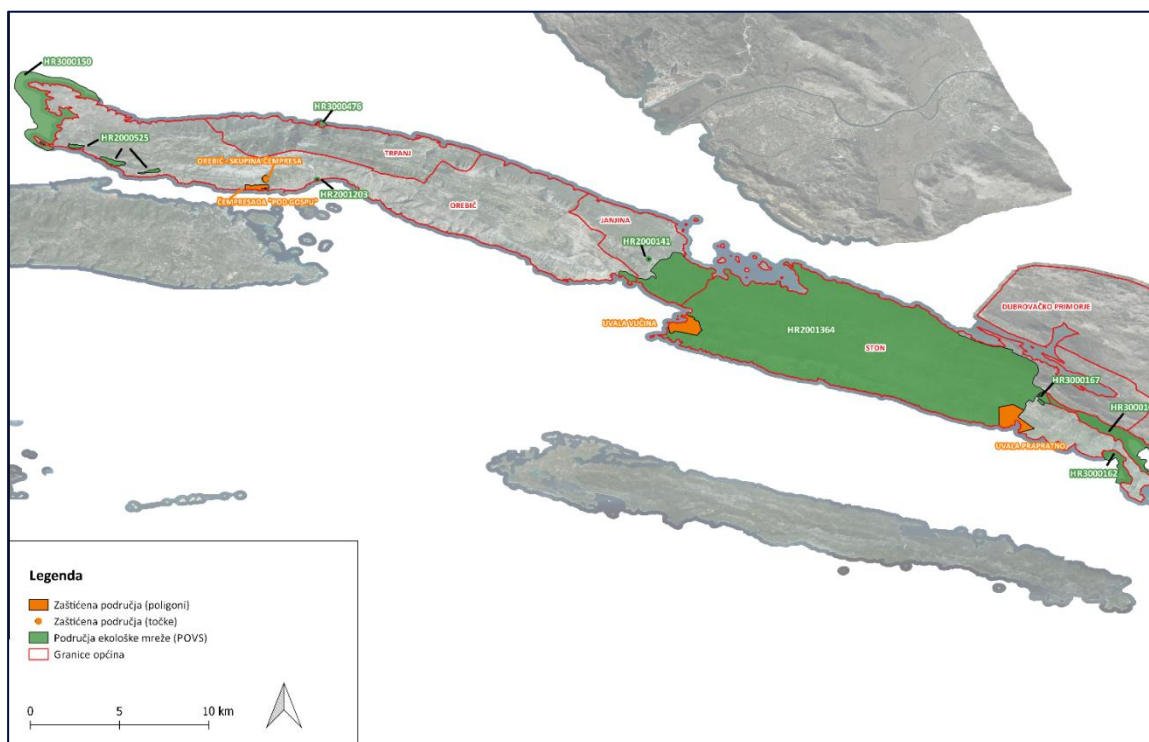 HR3000150
HR3000476
HR2000525
TRPANJ
OREBIĆ - SKUPINA ČEMPRESA
ČEMPRESADA "POD GOSPU"
HR2001203
OREBIĆ
JANJINA
HR2000141
DUBROVAČKO PRIMORJE
UVALA VUČINA
HR2001364
STON
HR3000167
UVALA PRAPRATNO
HR3000162
Legenda
Zaštićena područja (poligoni)
Zaštićena područja (točke)
Područja ekološke mreže (POVS)
Granice općina
0 5 10 km